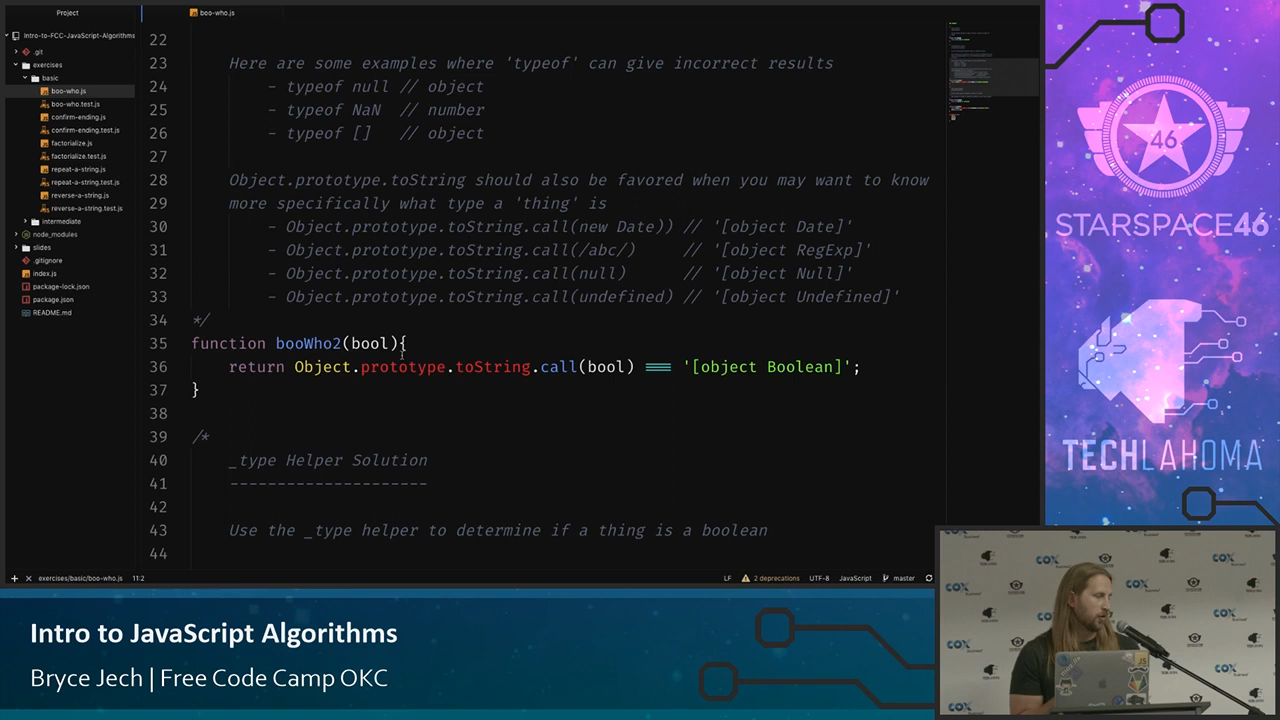 Project
boo-who.js
Intro-to-FCC-JavaScript-Algorithms
.git
exercises
basic
boo-who.js
boo-who.test.js
confirm-ending.js
confirm-ending.test.js
factorialize.js
factorialize.test.js
repeat-a-string.js
repeat-a-string.test.js
reverse-a-string.js
reverse-a-string.test.js
intermediate
node_modules
slides
.gitignore
index.js
package-lock.json
package.json
README.md
22
23 Here are some examples where 'typeof' can give incorrect results
24 - typeof null // object
25 - typeof NaN // number
26 - typeof [] // object
27
28 Object.prototype.toString should also be favored when you may want to know
29 more specifically what type a 'thing' is
30 - Object.prototype.toString.call(new Date)) // '[object Date]'
31 - Object.prototype.toString.call(/abc/) // '[object RegExp]'
32 - Object.prototype.toString.call(null) // '[object Null]'
33 - Object.prototype.toString.call(undefined) // '[object Undefined]'
34 */
35 function booWho2(bool){
36 return Object.prototype.toString.call(bool) === '[object Boolean]';
37 }
38
39 /*
40 _type Helper Solution
41 ---------------------
42
43 Use the _type helper to determine if a thing is a boolean
44
+ × exercises/basic/boo-who.js 11:2
LF 2 deprecations UTF-8 JavaScript master
46
STARSPACE46
TECHLAHOMA
COX
Intro to JavaScript Algorithms
Bryce Jech | Free Code Camp OKC